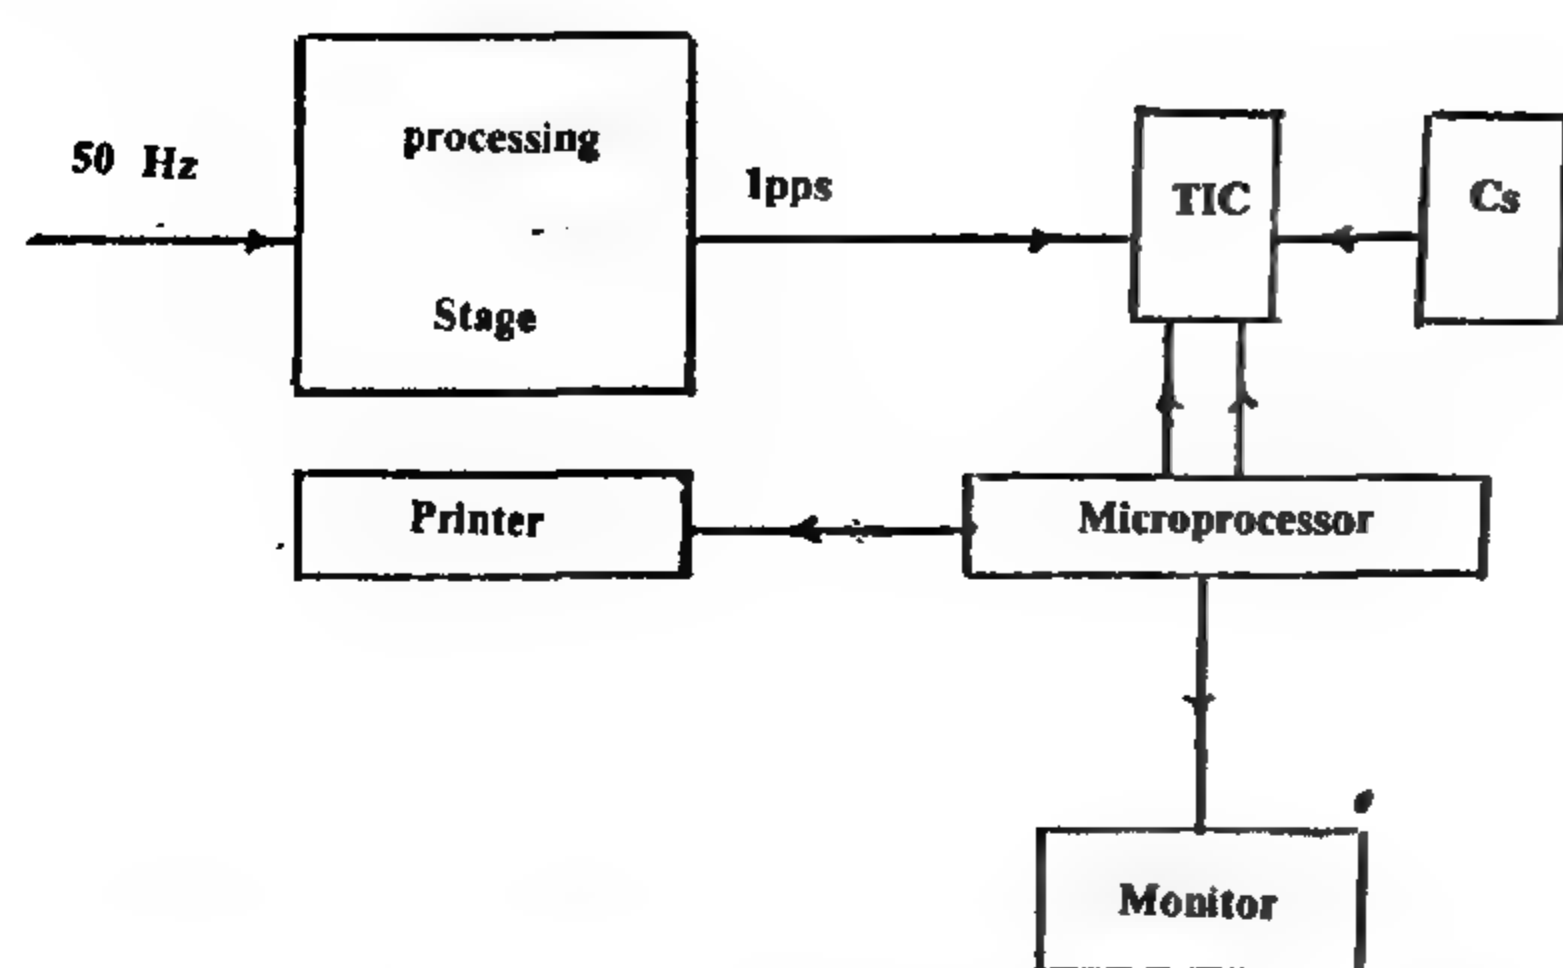 50 Hz
processing
Stage
1pps
TIC
Cs
Printer
Microprocessor
Monitor